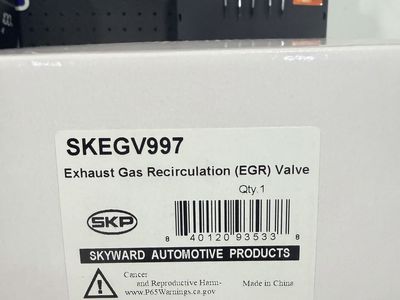 SKEGV997
Exhaust Gas Recirculation (EGR) Valve
Qty.1
SKP
8 40120 93533 8
SKYWARD AUTOMOTIVE PRODUCTS
Cancer
and Reproductive Harm-
www.P65Warnings.ca.gov
Made in China